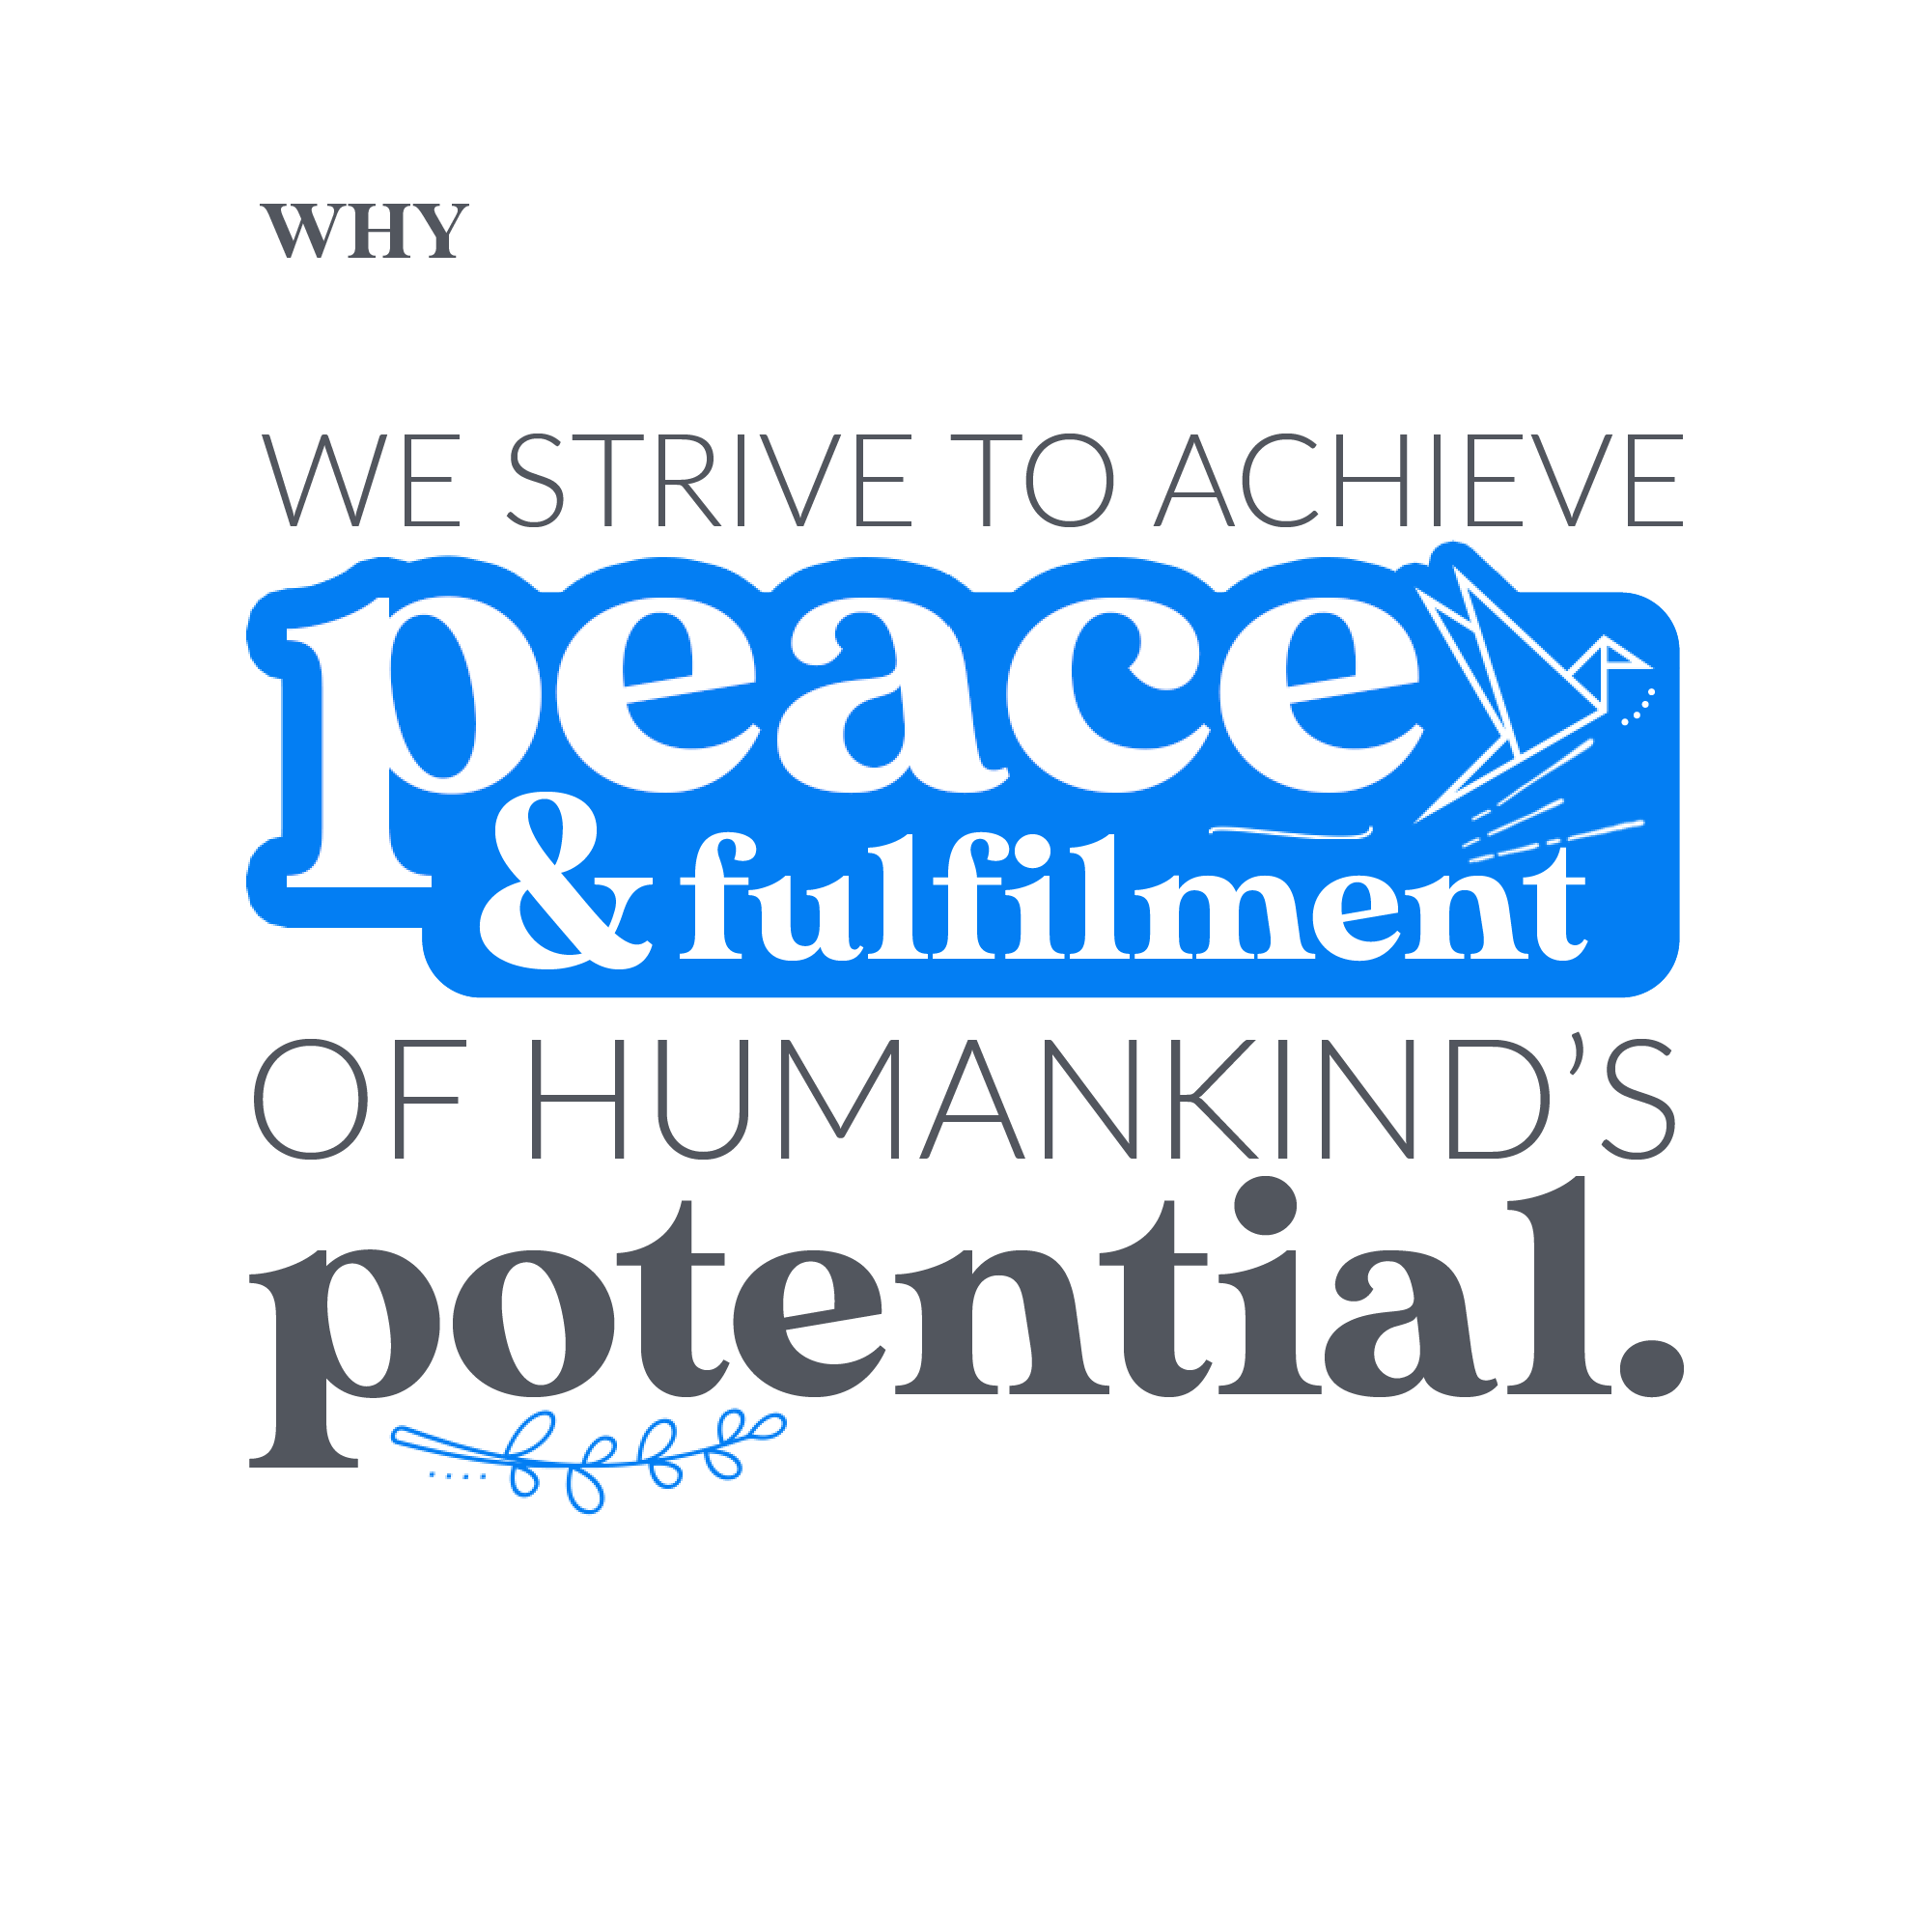 WHY
WE STRIVE TO ACHIEVE
peace
& fulfilment
OF HUMANKIND’S
potential.